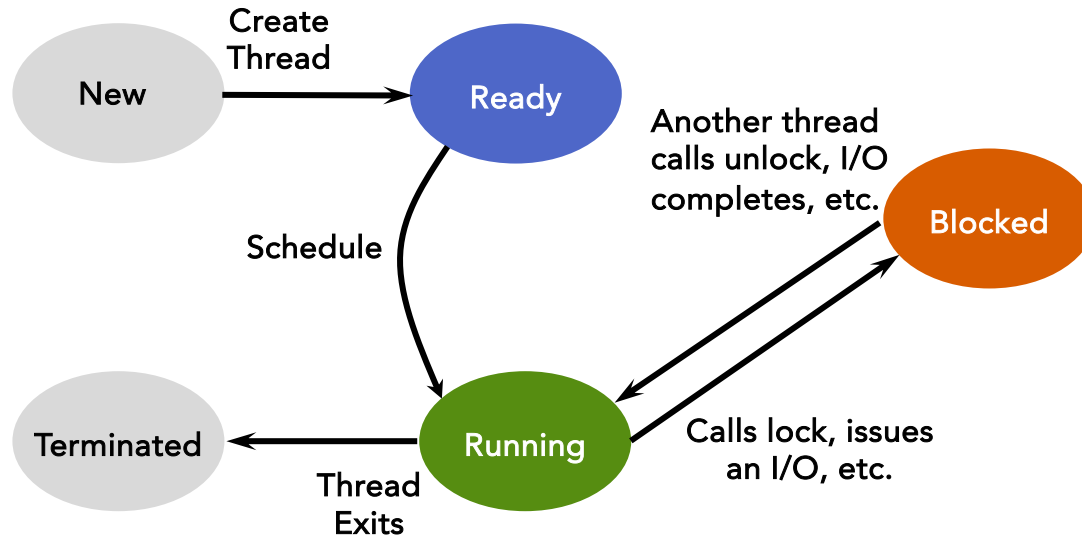 Create
Thread
New
Ready
Another thread
calls unlock, I/O
completes, etc.
Blocked
Schedule
Terminated
Running
Calls lock, issues
an I/O, etc.
Thread
Exits